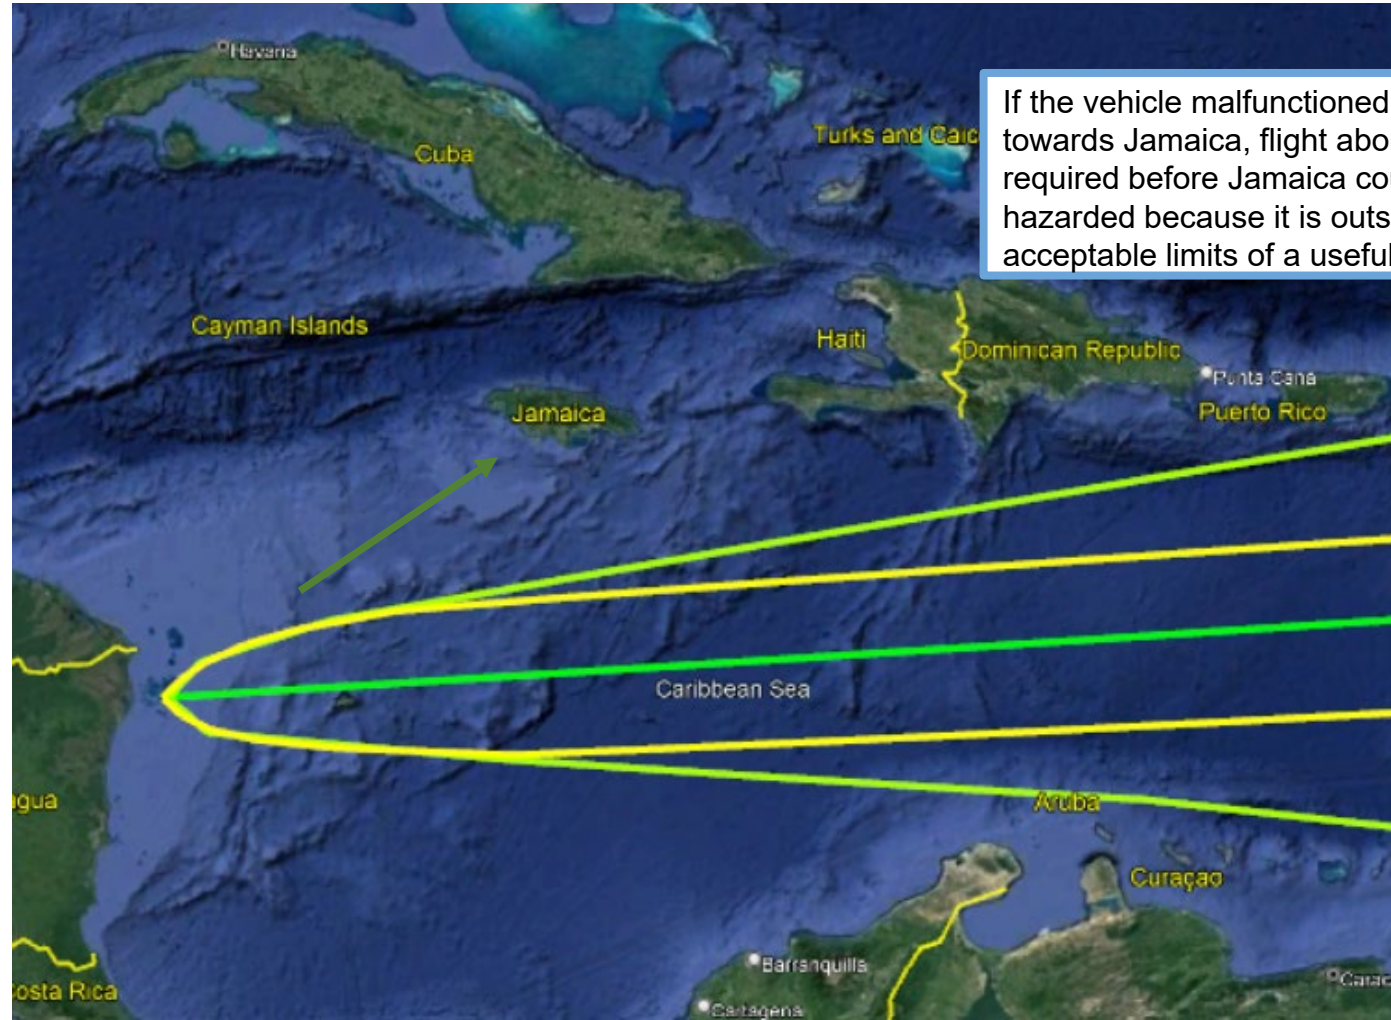 Havana
Cuba
Turks and Caic
If the vehicle malfunctioned
towards Jamaica, flight abo
required before Jamaica cou
hazarded because it is outs
acceptable limits of a useful
Cayman Islands
Haiti
Dominican Republic
Punta Cana
Puerto Rico
Jamaica
Caribbean Sea
agua
Aruba
Curaçao
Barranquilla
Carac
osta Rica
Cartagena